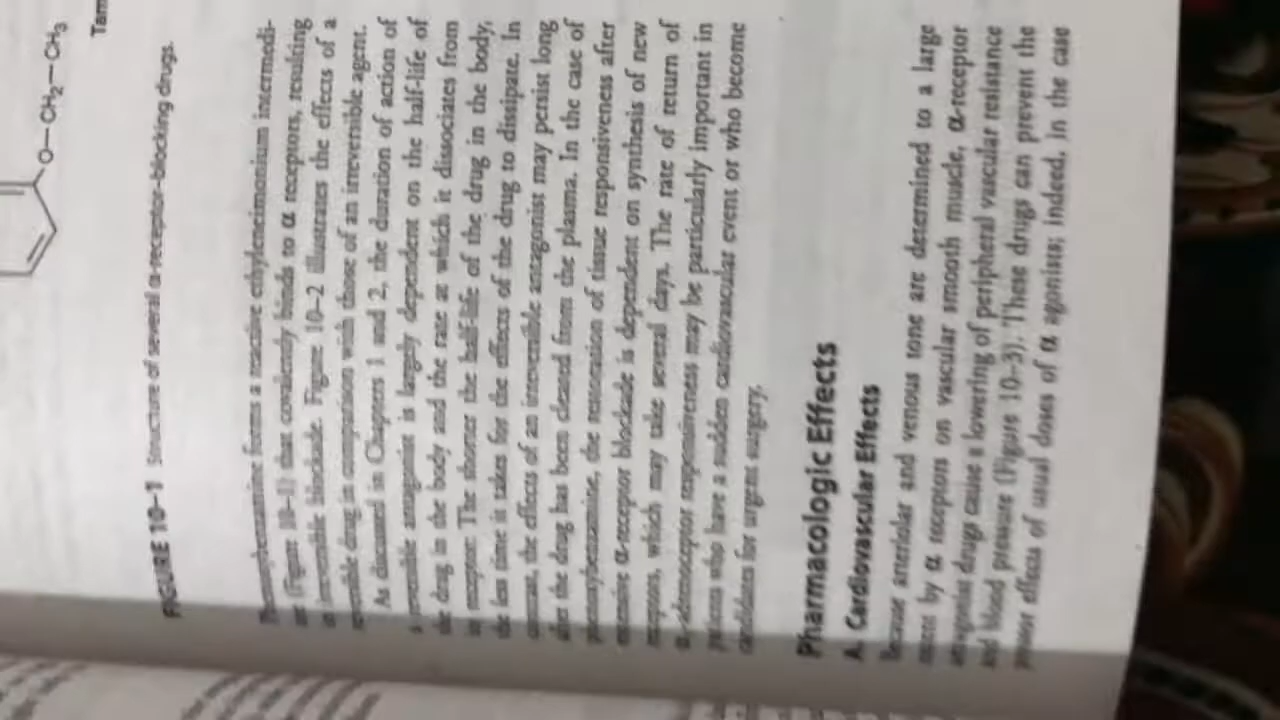 O—CH₂—CH₃
Tam
FIGURE 10–1 Structure of several α-receptor–blocking drugs.
Phenoxybenzamine forms a reactive ethyleneimonium intermedi-
ate (Figure 10–1) that covalently binds to α receptors, resulting
in irreversible blockade. Figure 10–2 illustrates the effects of a
reversible drug in comparison with those of an irreversible agent.
As discussed in Chapters 1 and 2, the duration of action of
a reversible antagonist is largely dependent on the half-life of
the drug in the body and the rate at which it dissociates from
its receptor: The shorter the half-life of the drug in the body,
the less time it takes for the effects of the drug to dissipate. In
contrast, the effects of an irreversible antagonist may persist long
after the drug has been cleared from the plasma. In the case of
phenoxybenzamine, the restoration of tissue responsiveness after
extensive α-receptor blockade is dependent on synthesis of new
receptors, which may take several days. The rate of return of
α₁-adrenoceptor responsiveness may be particularly important in
patients who have a sudden cardiovascular event or who become
candidates for urgent surgery.
Pharmacologic Effects
A. Cardiovascular Effects
Because arteriolar and venous tone are determined to a large
extent by α receptors on vascular smooth muscle, α-receptor
antagonist drugs cause a lowering of peripheral vascular resistance
and blood pressure (Figure 10–3). These drugs can prevent the
pressor effects of usual doses of α agonists; indeed, in the case